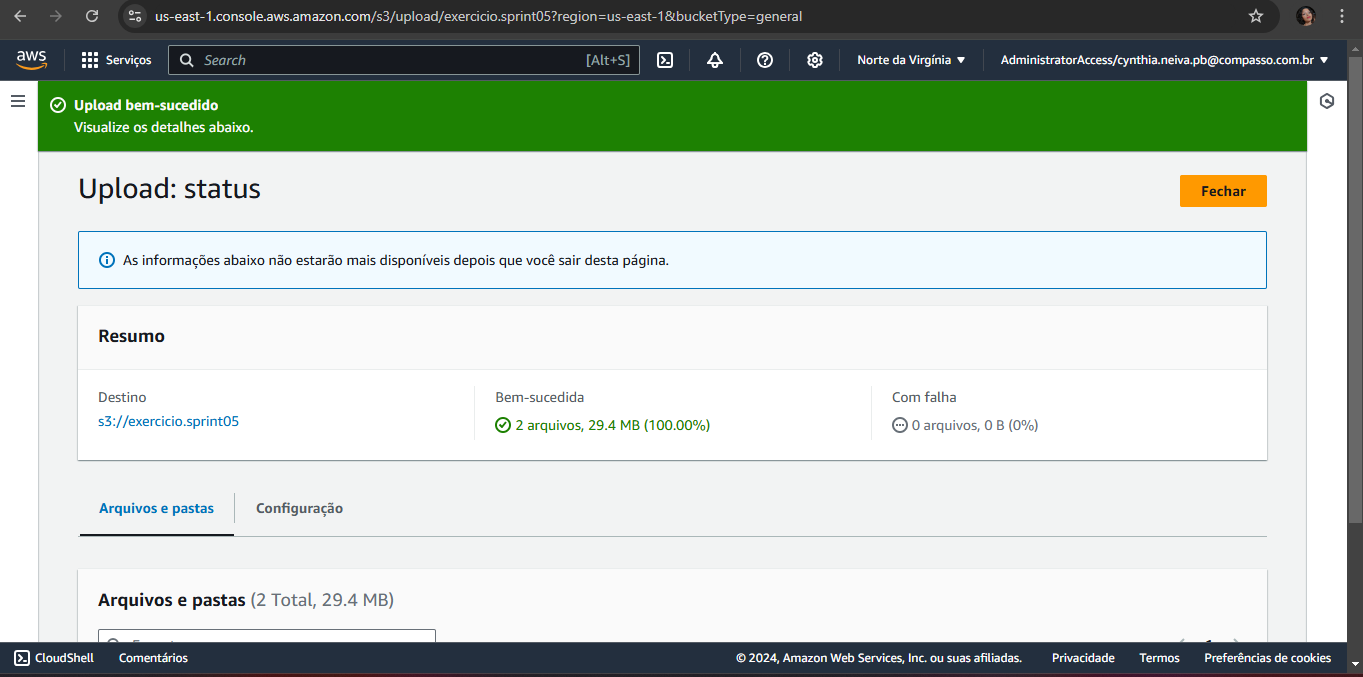 us-east-1.console.aws.amazon.com/s3/upload/exercicio.sprint05?region=us-east-1&bucketType=general
aws Serviços Search [Alt+S] Norte da Virgínia AdministratorAccess/cynthia.neiva.pb@compasso.com.br
Upload bem-sucedido
Visualize os detalhes abaixo.
Upload: status
Fechar
As informações abaixo não estarão mais disponíveis depois que você sair desta página.
Resumo
Destino Bem-sucedida Com falha
s3://exercicio.sprint05 2 arquivos, 29.4 MB (100.00%) 0 arquivos, 0 B (0%)
Arquivos e pastas Configuração
Arquivos e pastas (2 Total, 29.4 MB)
CloudShell Comentários © 2024, Amazon Web Services, Inc. ou suas afiliadas. Privacidade Termos Preferências de cookies